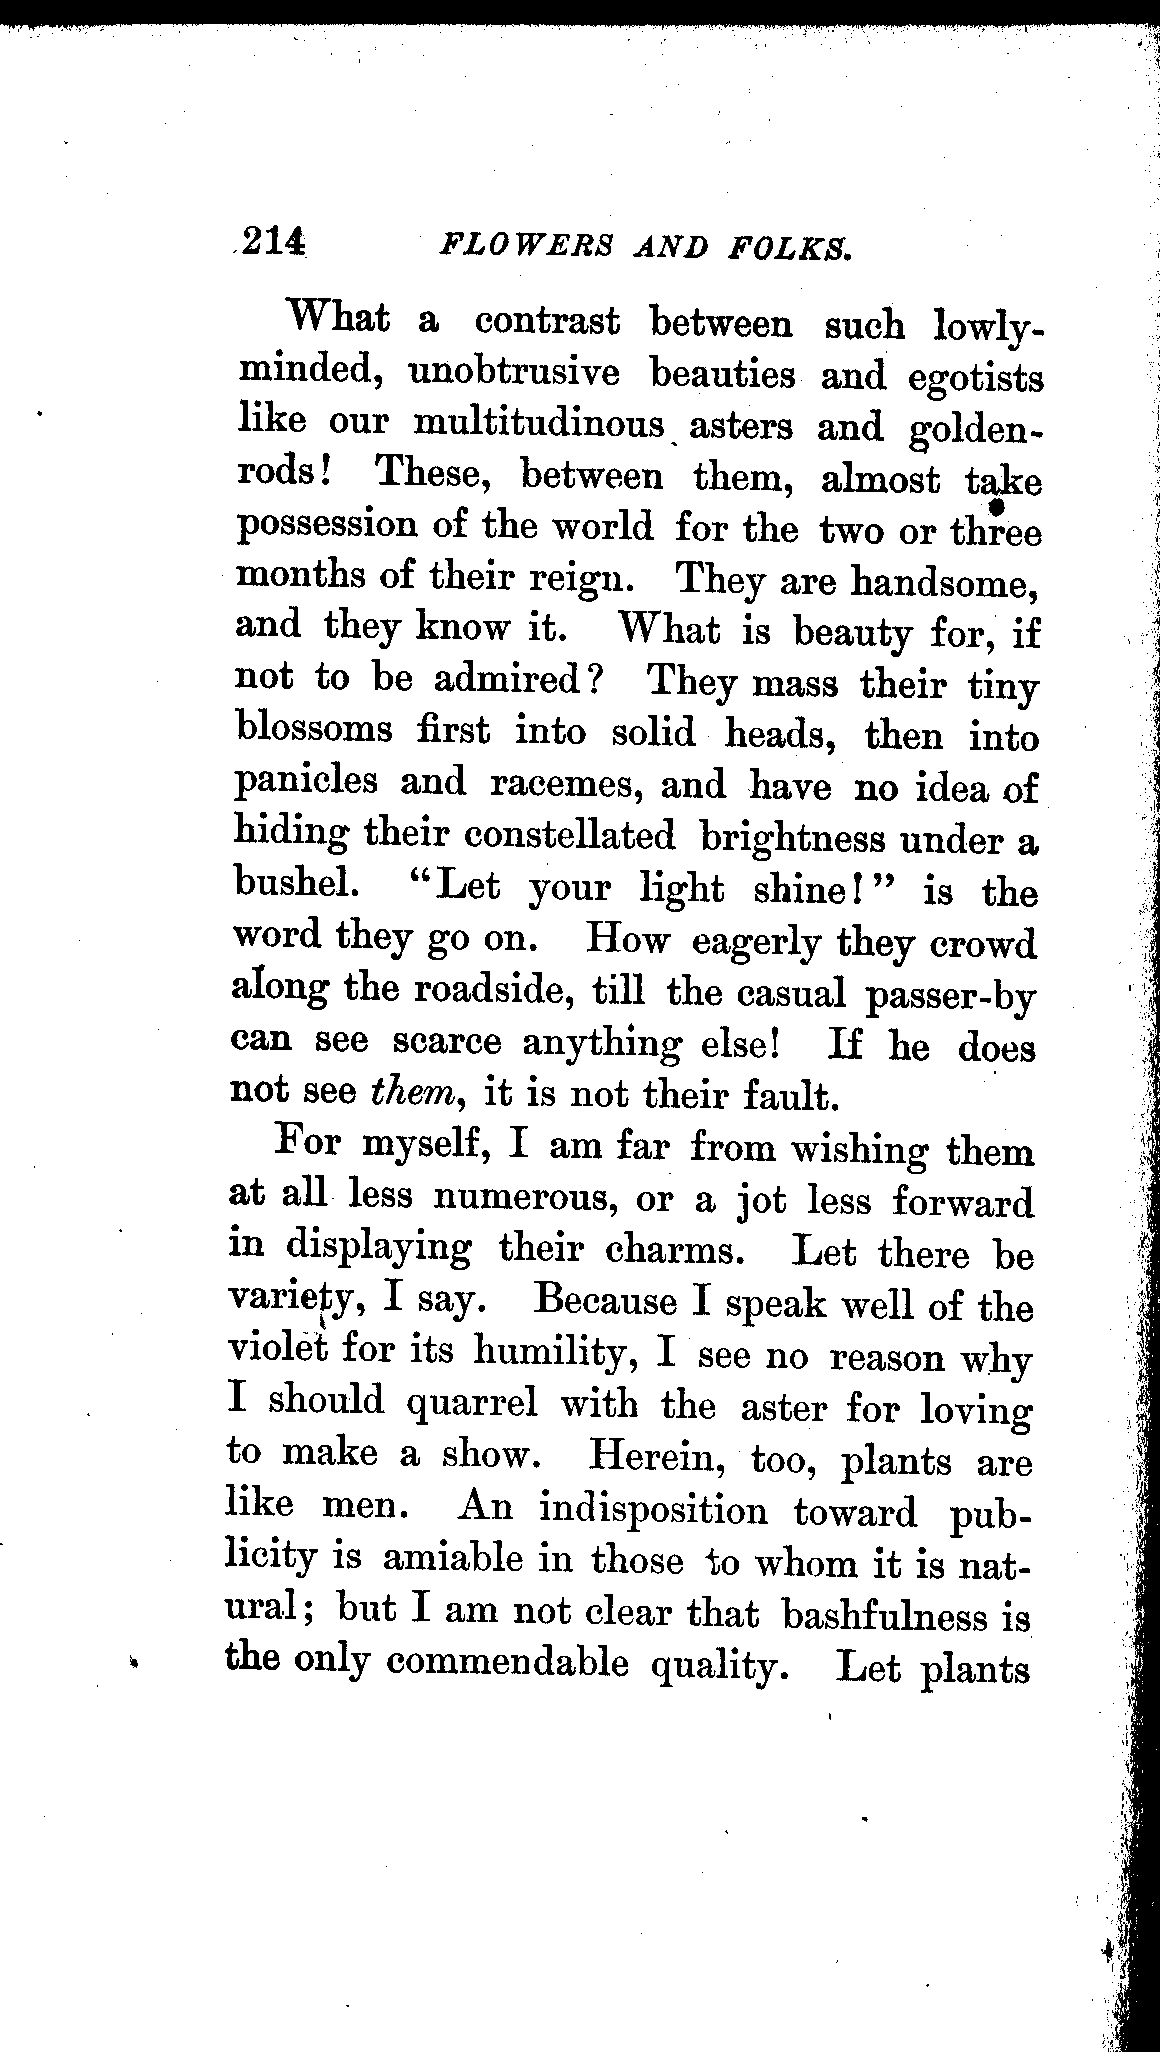 214 FLOWERS AND FOLKS.
What a contrast between such lowly-
minded, unobtrusive beauties and egotists
like our multitudinous asters and golden-
rods! These, between them, almost take
possession of the world for the two or three
months of their reign. They are handsome,
and they know it. What is beauty for, if
not to be admired? They mass their tiny
blossoms first into solid heads, then into
panicles and racemes, and have no idea of
hiding their constellated brightness under a
bushel. "Let your light shine!" is the
word they go on. How eagerly they crowd
along the roadside, till the casual passer-by
can see scarce anything else! If he does
not see them, it is not their fault.
For myself, I am far from wishing them
at all less numerous, or a jot less forward
in displaying their charms. Let there be
variety, I say. Because I speak well of the
violet for its humility, I see no reason why
I should quarrel with the aster for loving
to make a show. Herein, too, plants are
like men. An indisposition toward pub-
licity is amiable in those to whom it is nat-
ural; but I am not clear that bashfulness is
the only commendable quality. Let plants